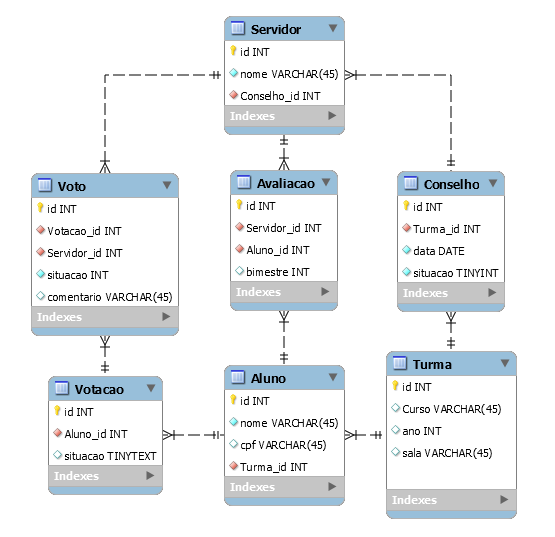 Servidor
id INT
nome VARCHAR(45)
Conselho_id INT
Indexes
Voto
id INT
Votacao_id INT
Servidor_id INT
situacao INT
comentario VARCHAR(45)
Indexes
Avaliacao
id INT
Servidor_id INT
Aluno_id INT
bimestre INT
Indexes
Conselho
id INT
Turma_id INT
data DATE
situacao TINYINT
Indexes
Votacao
id INT
Aluno_id INT
situacao TINYTEXT
Indexes
Aluno
id INT
nome VARCHAR(45)
cpf VARCHAR(45)
Turma_id INT
Indexes
Turma
id INT
Curso VARCHAR(45)
ano INT
sala VARCHAR(45)
Indexes